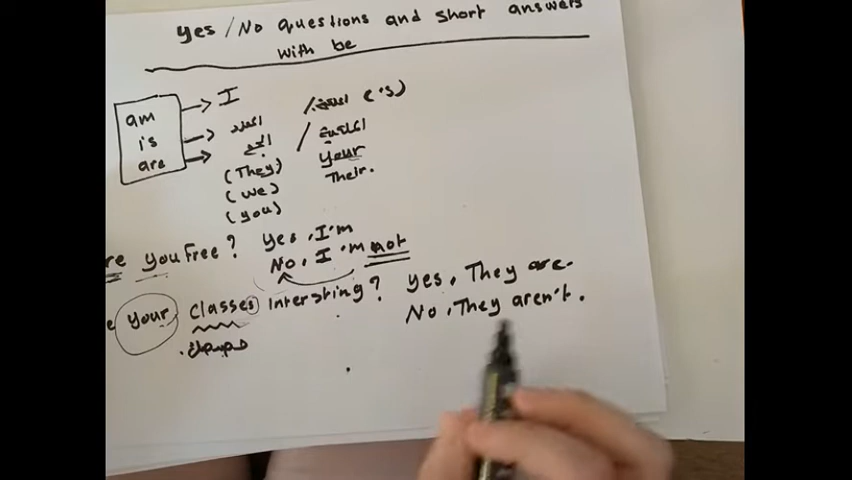 yes/No questions and short answers
with be
am
is
are
I
(They)
(we)
(you)
('s)
your
Their.
re you free? yes, I'm
No, I'm not
e your classes intersting? yes, They are.
No, They aren't.